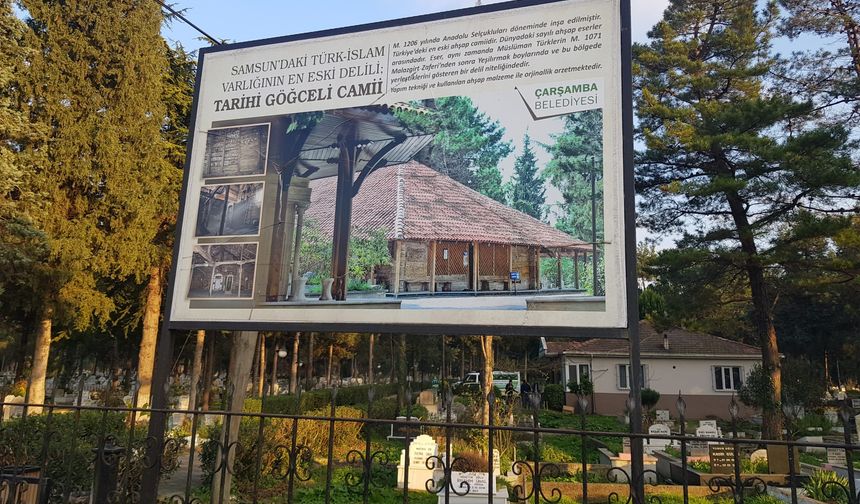 SAMSUN'DAKİ TÜRK-İSLAM
VARLIĞININ EN ESKİ DELİLİ;
TARİHİ GÖĞCELİ CAMİİ
M. 1206 yılında Anadolu Selçukluları döneminde inşa edilmiştir.
Türkiye'deki en eski ahşap camiidir. Dünyadaki sayılı ahşap eserler
arasındadır. Eser, aynı zamanda Müslüman Türklerin M. 1071
Malazgirt Zaferi'nden sonra Yeşilırmak boylarında ve bu bölgede
yerleştiklerini gösteren bir delil niteliğindedir.
Yapım tekniği ve kullanılan ahşap malzeme ile orjinallik arzetmektedir.
ÇARŞAMBA
BELEDİYESİ